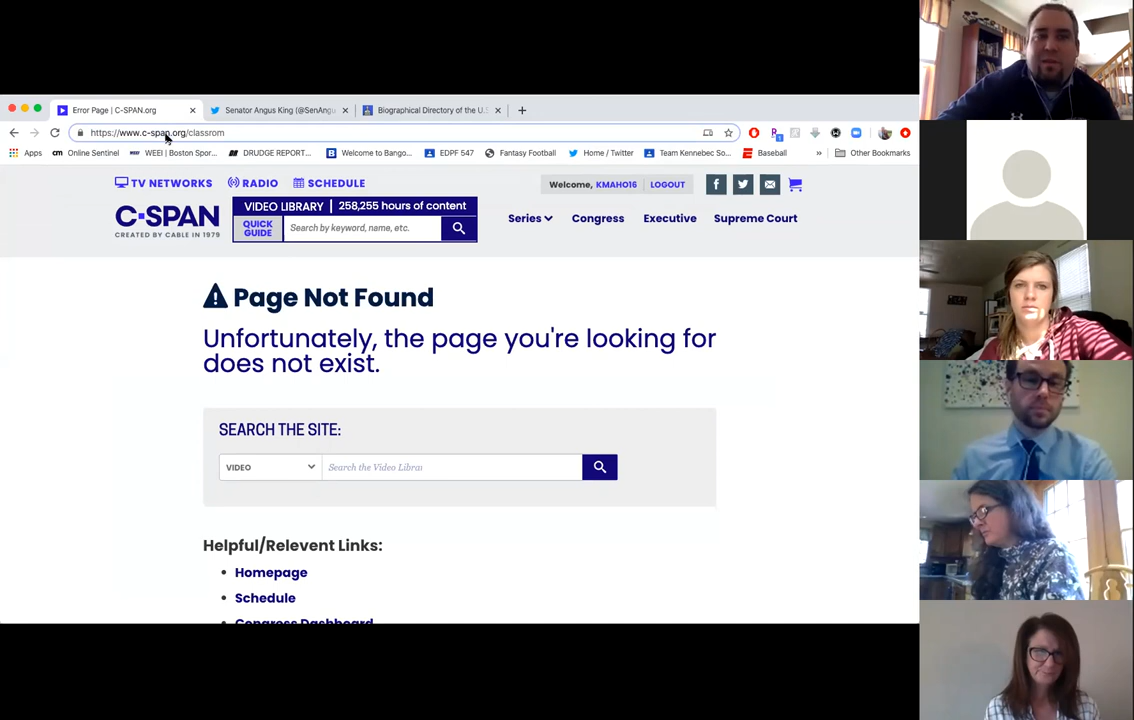 Error Page | C-SPAN.org
Senator Angus King (@SenAngu
Biographical Directory of the U.S
https://www.c-span.org/classrom
Apps
Online Sentinel
WEEI | Boston Spor...
DRUDGE REPORT...
Welcome to Bango...
EDPF 547
Fantasy Football
Home / Twitter
Team Kennebec So...
Baseball
»
Other Bookmarks
TV NETWORKS
RADIO
SCHEDULE
Welcome, KMAHO16
LOGOUT
C-SPAN
CREATED BY CABLE IN 1979
VIDEO LIBRARY | 258,255 hours of content
QUICK GUIDE
Search by keyword, name, etc.
Series
Congress
Executive
Supreme Court
Page Not Found
Unfortunately, the page you're looking for
does not exist.
SEARCH THE SITE:
VIDEO
Search the Video Librar
Helpful/Relevent Links:
• Homepage
• Schedule
Congress Dashboard